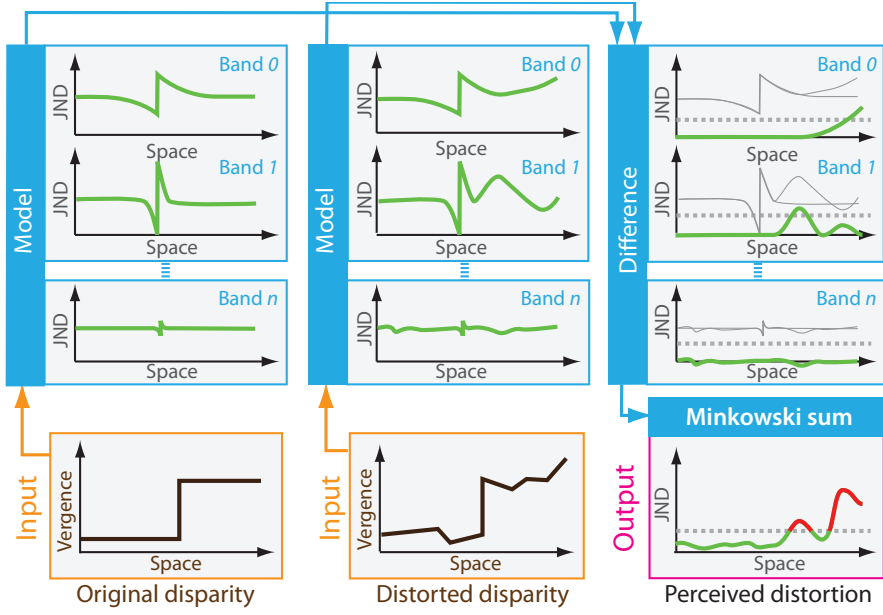 Model
Band 0
JND
Space
Band 1
JND
Space
Band n
JND
Space
Model
Band 0
JND
Space
Band 1
JND
Space
Band n
JND
Space
Difference
Band 0
JND
Space
Band 1
JND
Space
Band n
JND
Space
Input
Vergence
Space
Original disparity
Input
Vergence
Space
Distorted disparity
Minkowski sum
Output
JND
Space
Perceived distortion